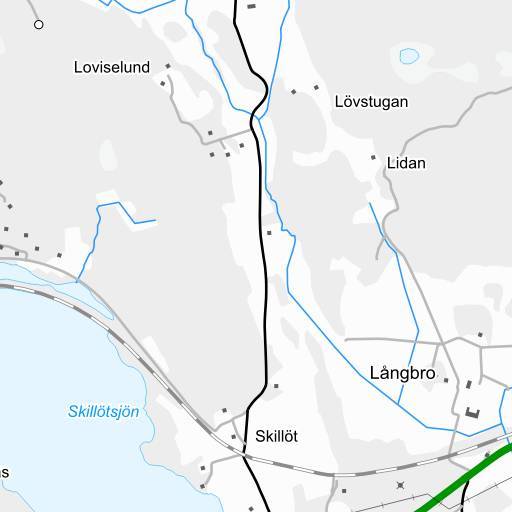 Loviselund
Lövstugan
Lidan
Långbro
Skillötsjön
Skillöt